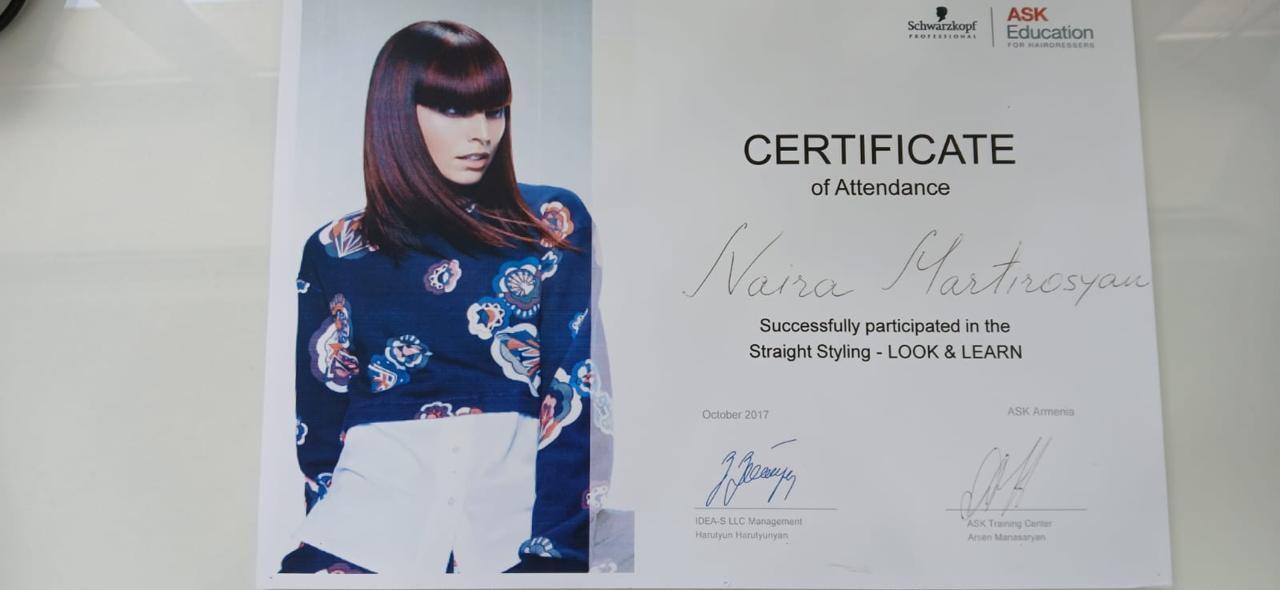 Schwarzkopf
PROFESSIONAL
ASK
Education
FOR HAIRDRESSERS
CERTIFICATE
of Attendance
Naira Martirosyan
Successfully participated in the
Straight Styling - LOOK & LEARN
October 2017
ASK Armenia
IDEA-S LLC Management
Harutyun Harutyunyan
ASK Training Center
Arsen Manasaryan